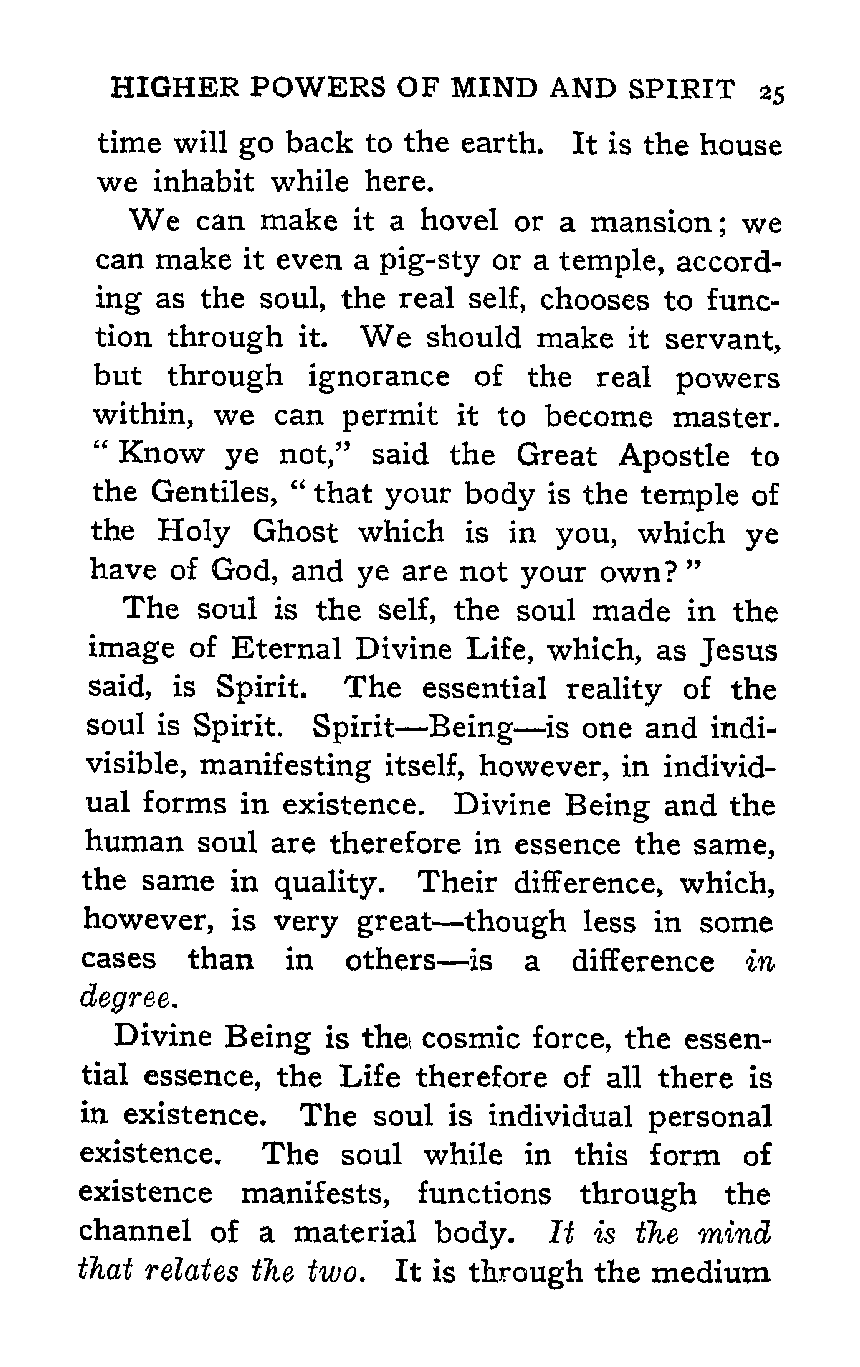 HIGHER POWERS OF MIND AND SPIRIT 25
time will go back to the earth. It is the house
we inhabit while here.
We can make it a hovel or a mansion; we
can make it even a pig-sty or a temple, accord-
ing as the soul, the real self, chooses to func-
tion through it. We should make it servant,
but through ignorance of the real powers
within, we can permit it to become master.
“ Know ye not,” said the Great Apostle to
the Gentiles, “ that your body is the temple of
the Holy Ghost which is in you, which ye
have of God, and ye are not your own? ”
The soul is the self, the soul made in the
image of Eternal Divine Life, which, as Jesus
said, is Spirit. The essential reality of the
soul is Spirit. Spirit—Being—is one and indi-
visible, manifesting itself, however, in individ-
ual forms in existence. Divine Being and the
human soul are therefore in essence the same,
the same in quality. Their difference, which,
however, is very great—though less in some
cases than in others—is a difference in
degree.
Divine Being is the cosmic force, the essen-
tial essence, the Life therefore of all there is
in existence. The soul is individual personal
existence. The soul while in this form of
existence manifests, functions through the
channel of a material body. It is the mind
that relates the two. It is through the medium